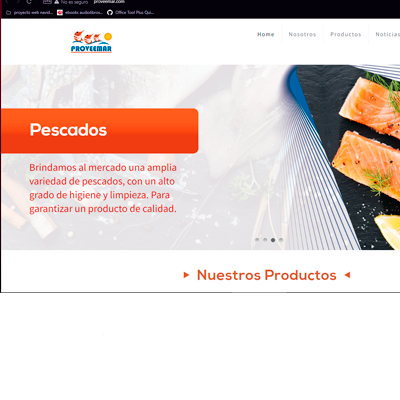 No es seguro proveemar.com
proyecto web navid... ebooks audiolibros... Office Tool Plus Qui...
PROVEEMAR
Home Nosotros Productos Noticias
Pescados
Brindamos al mercado una amplia
variedad de pescados, con un alto
grado de higiene y limpieza. Para
garantizar un producto de calidad.
Nuestros Productos